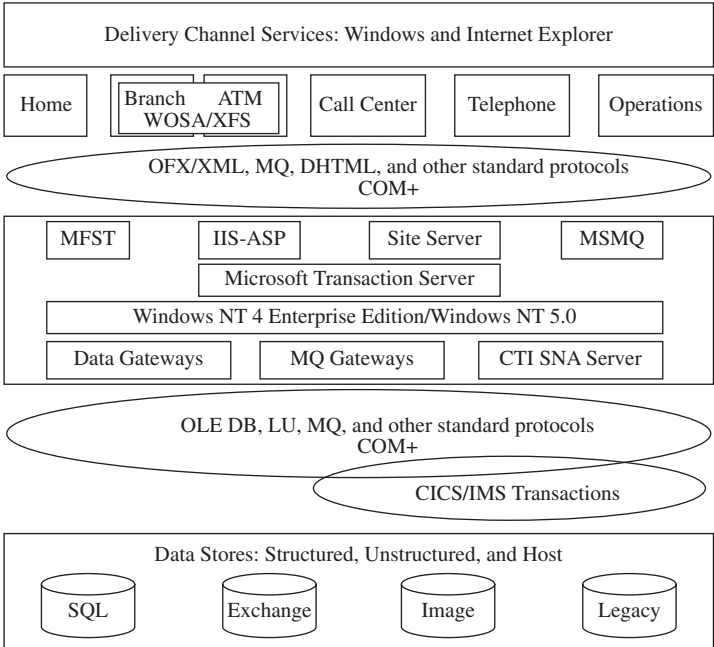 Delivery Channel Services: Windows and Internet Explorer
Home
Branch ATM
WOSA/XFS
Call Center
Telephone
Operations
OFX/XML, MQ, DHTML, and other standard protocols
COM+
MFST
IIS-ASP
Site Server
MSMQ
Microsoft Transaction Server
Windows NT 4 Enterprise Edition/Windows NT 5.0
Data Gateways
MQ Gateways
CTI SNA Server
OLE DB, LU, MQ, and other standard protocols
COM+
CICS/IMS Transactions
Data Stores: Structured, Unstructured, and Host
SQL
Exchange
Image
Legacy